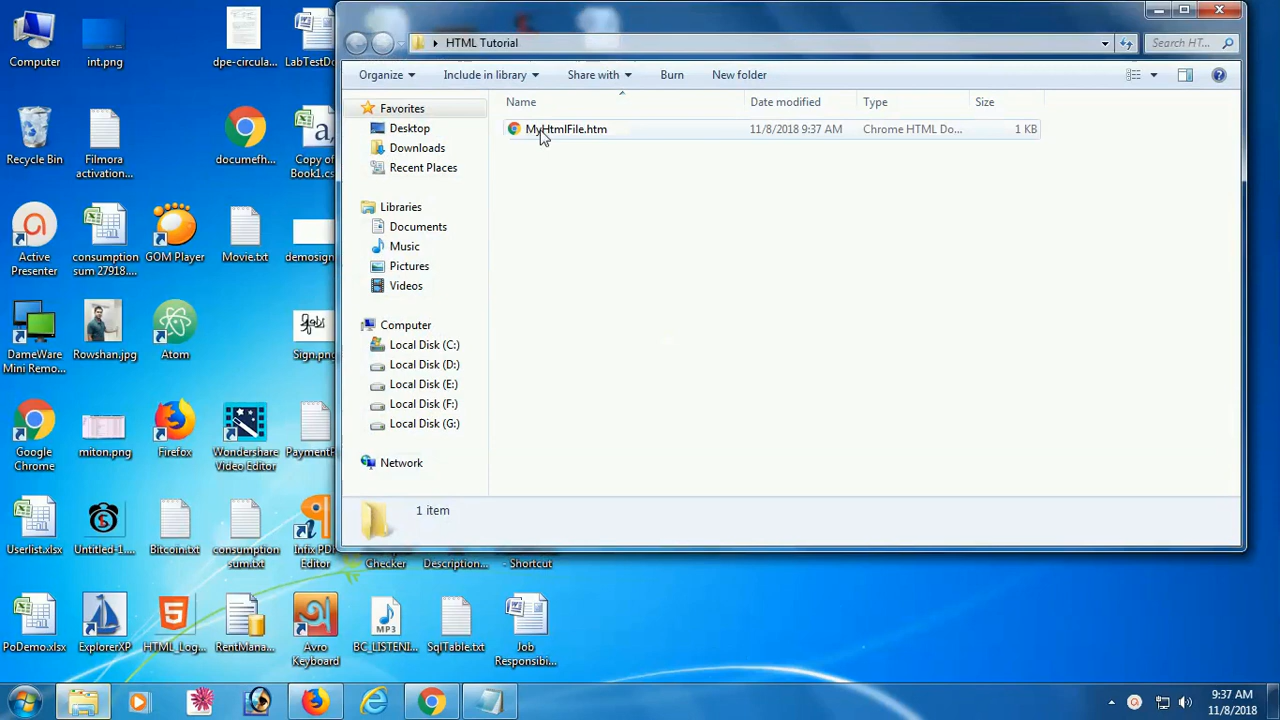 HTML Tutorial
Search HT...
Organize
Include in library
Share with
Burn
New folder
Name
Date modified
Type
Size
MyHtmlFile.htm
11/8/2018 9:37 AM
Chrome HTML Do...
1 KB
Favorites
Desktop
Downloads
Recent Places
Libraries
Documents
Music
Pictures
Videos
Computer
Local Disk (C:)
Local Disk (D:)
Local Disk (E:)
Local Disk (F:)
Local Disk (G:)
Network
1 item
Computer
int.png
dpe-circula...
LabTestDo
Recycle Bin
Filmora
activation...
documefh...
Copy of
Book1.cs
Active
Presenter
consumption
sum 27918....
GOM Player
Movie.txt
demosign
DameWare
Mini Remo...
Rowshan.jpg
Atom
Sign.png
Google
Chrome
miton.png
Firefox
Wondershare
Video Editor
Userlist.xlsx
Untitled-1....
Bitcoin.txt
consumption
sum.txt
Infix PD
Editor
Checker
Description...
- Shortcut
PoDemo.xlsx
ExplorerXP
HTML_Log...
RentMana...
Avro
Keyboard
BC_LISTENI...
MP3
SqlTable.txt
Job
Responsibi...
9:37 AM
11/8/2018